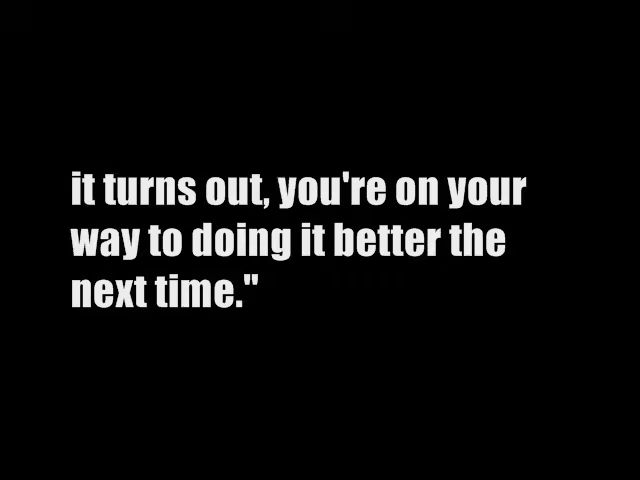 it turns out, you're on your
way to doing it better the
next time."